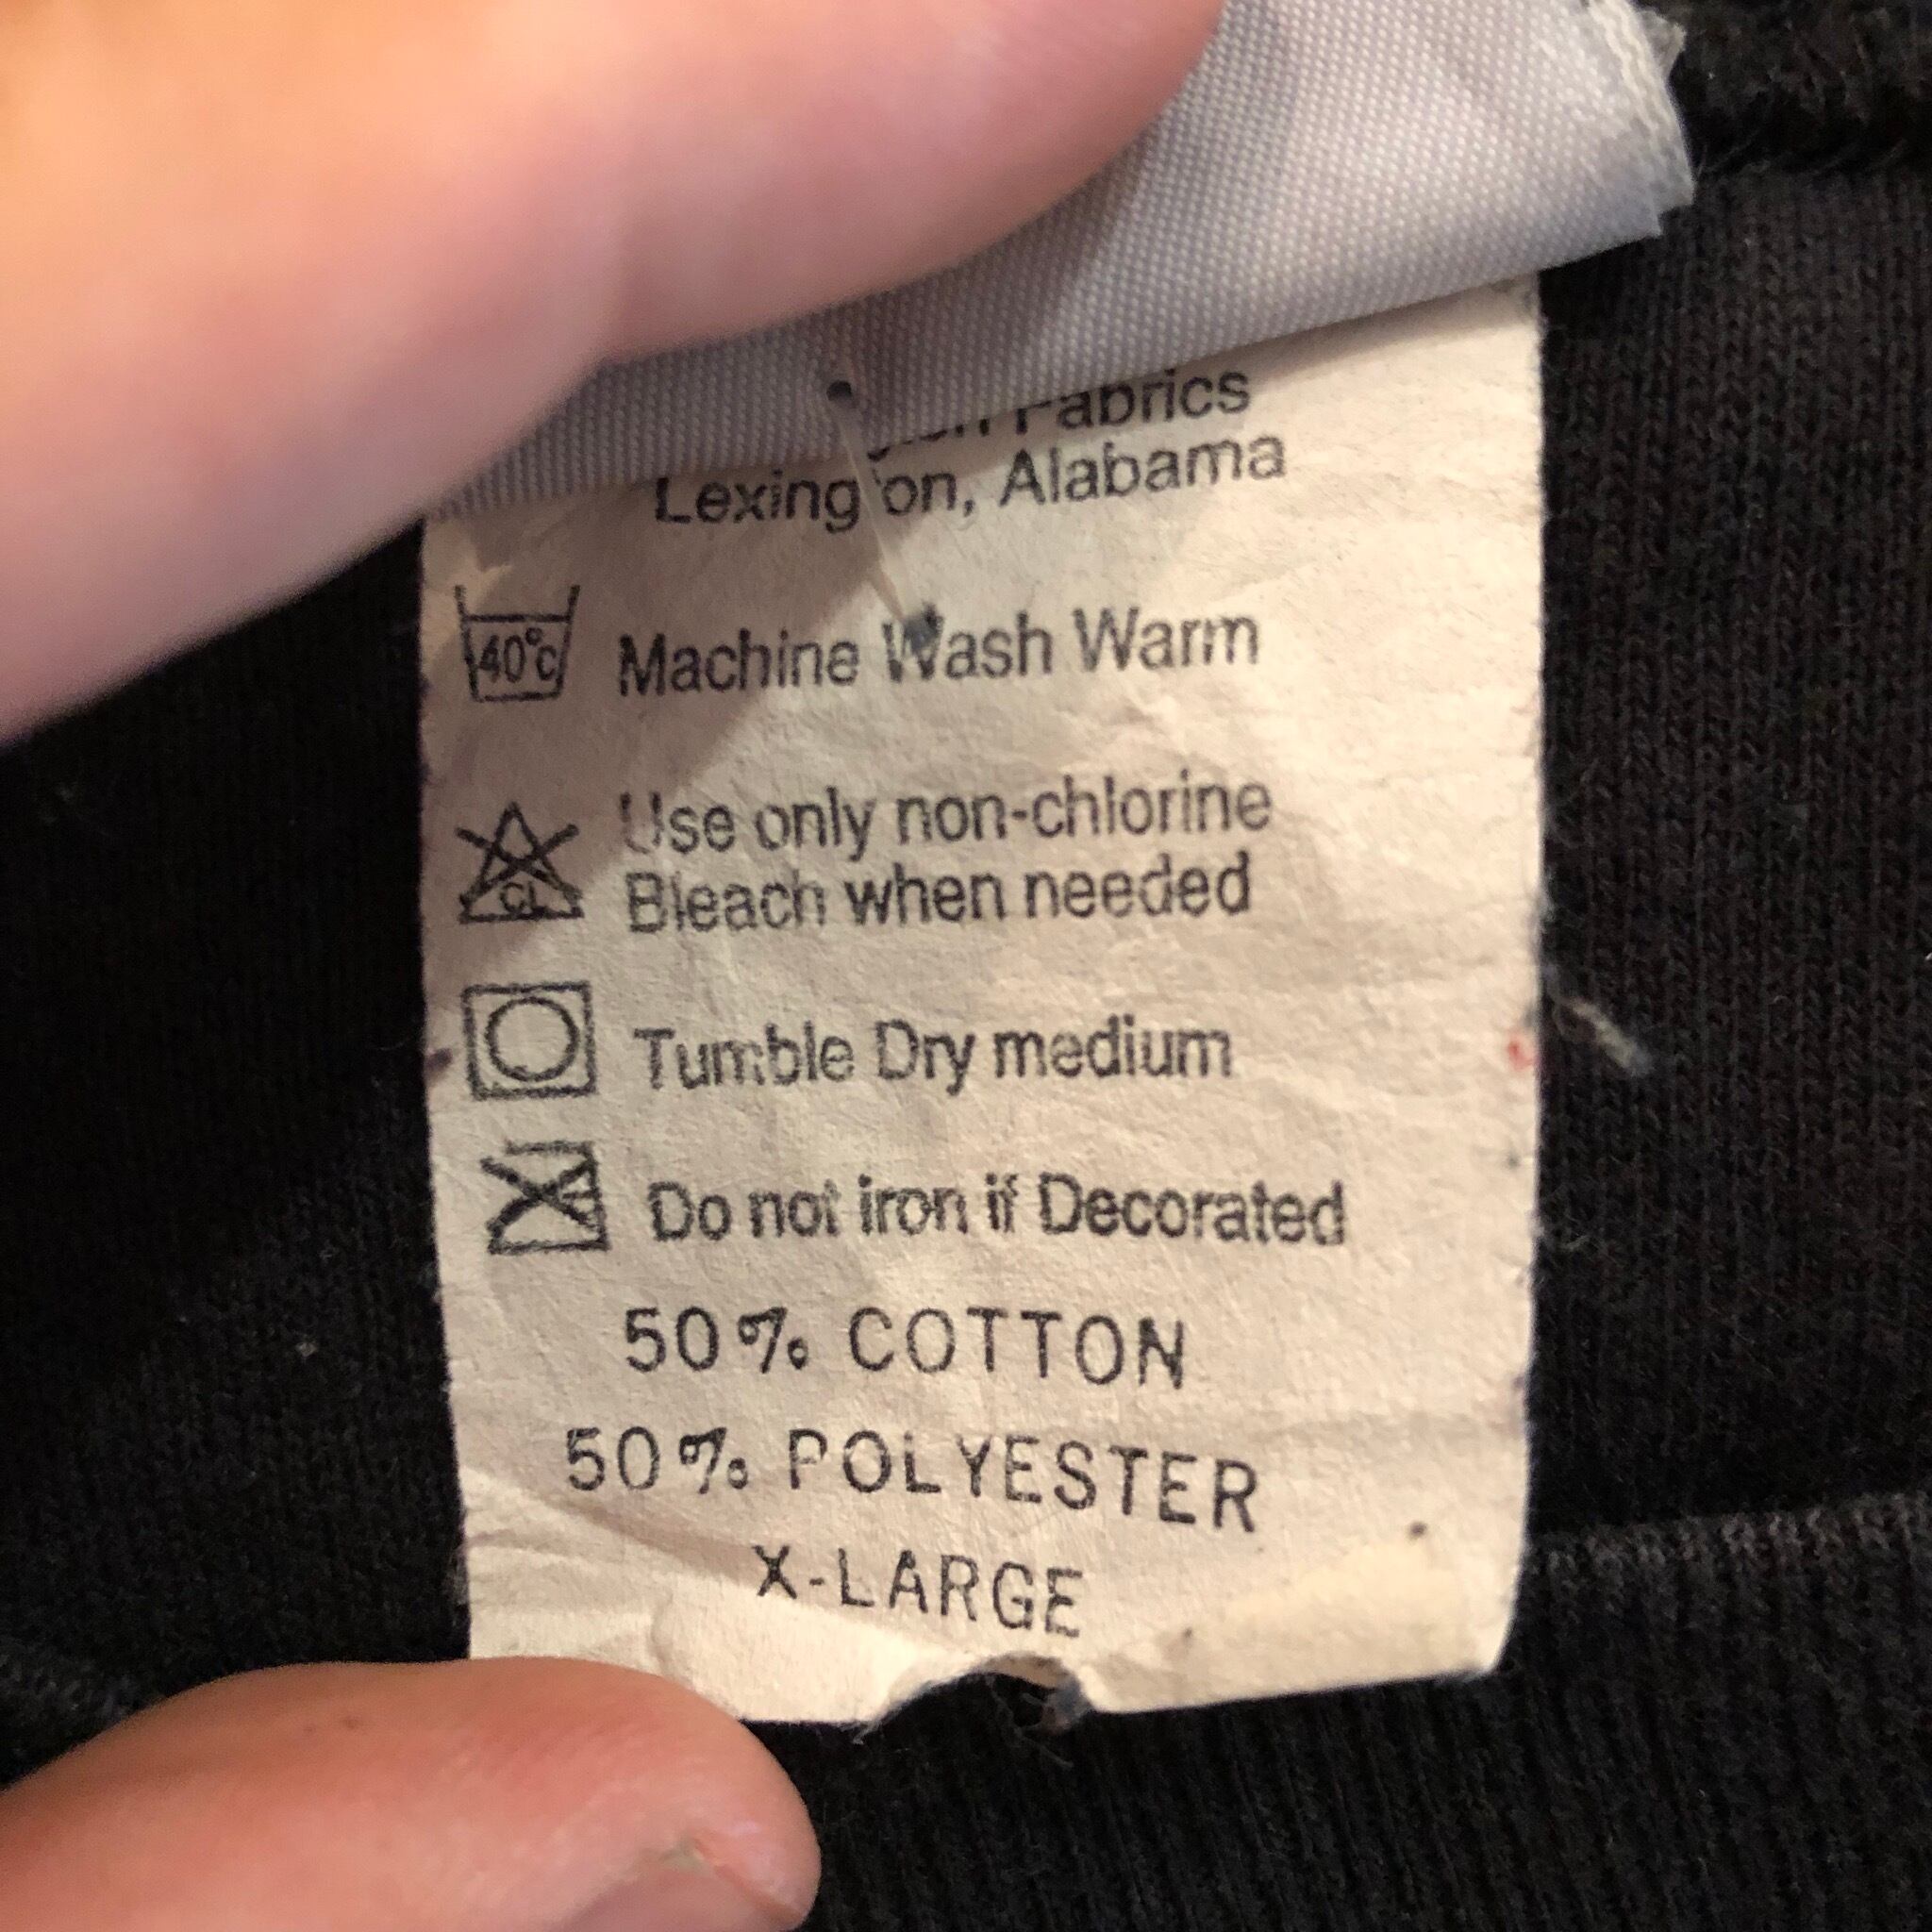 Fabrics
Lexington, Alabama
40°C Machine Wash Warm
Use only non-chlorine
CL Bleach when needed
Tumble Dry medium
Do not iron if Decorated
50% COTTON
50% POLYESTER
X-LARGE